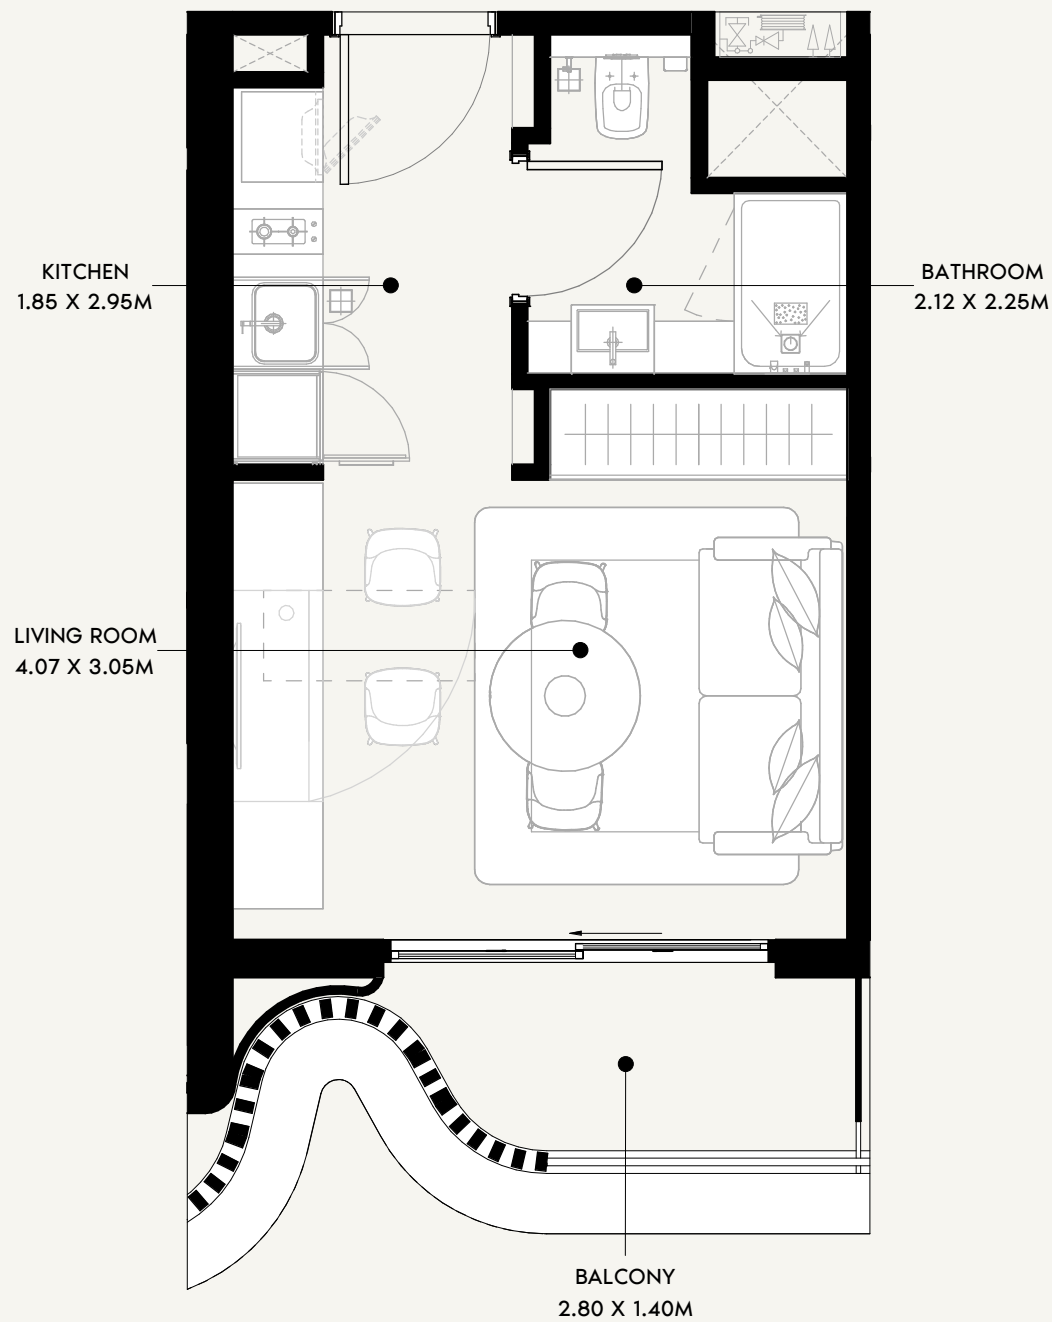 KITCHEN
1.85 X 2.95M
BATHROOM
2.12 X 2.25M
LIVING ROOM
4.07 X 3.05M
BALCONY
2.80 X 1.40M